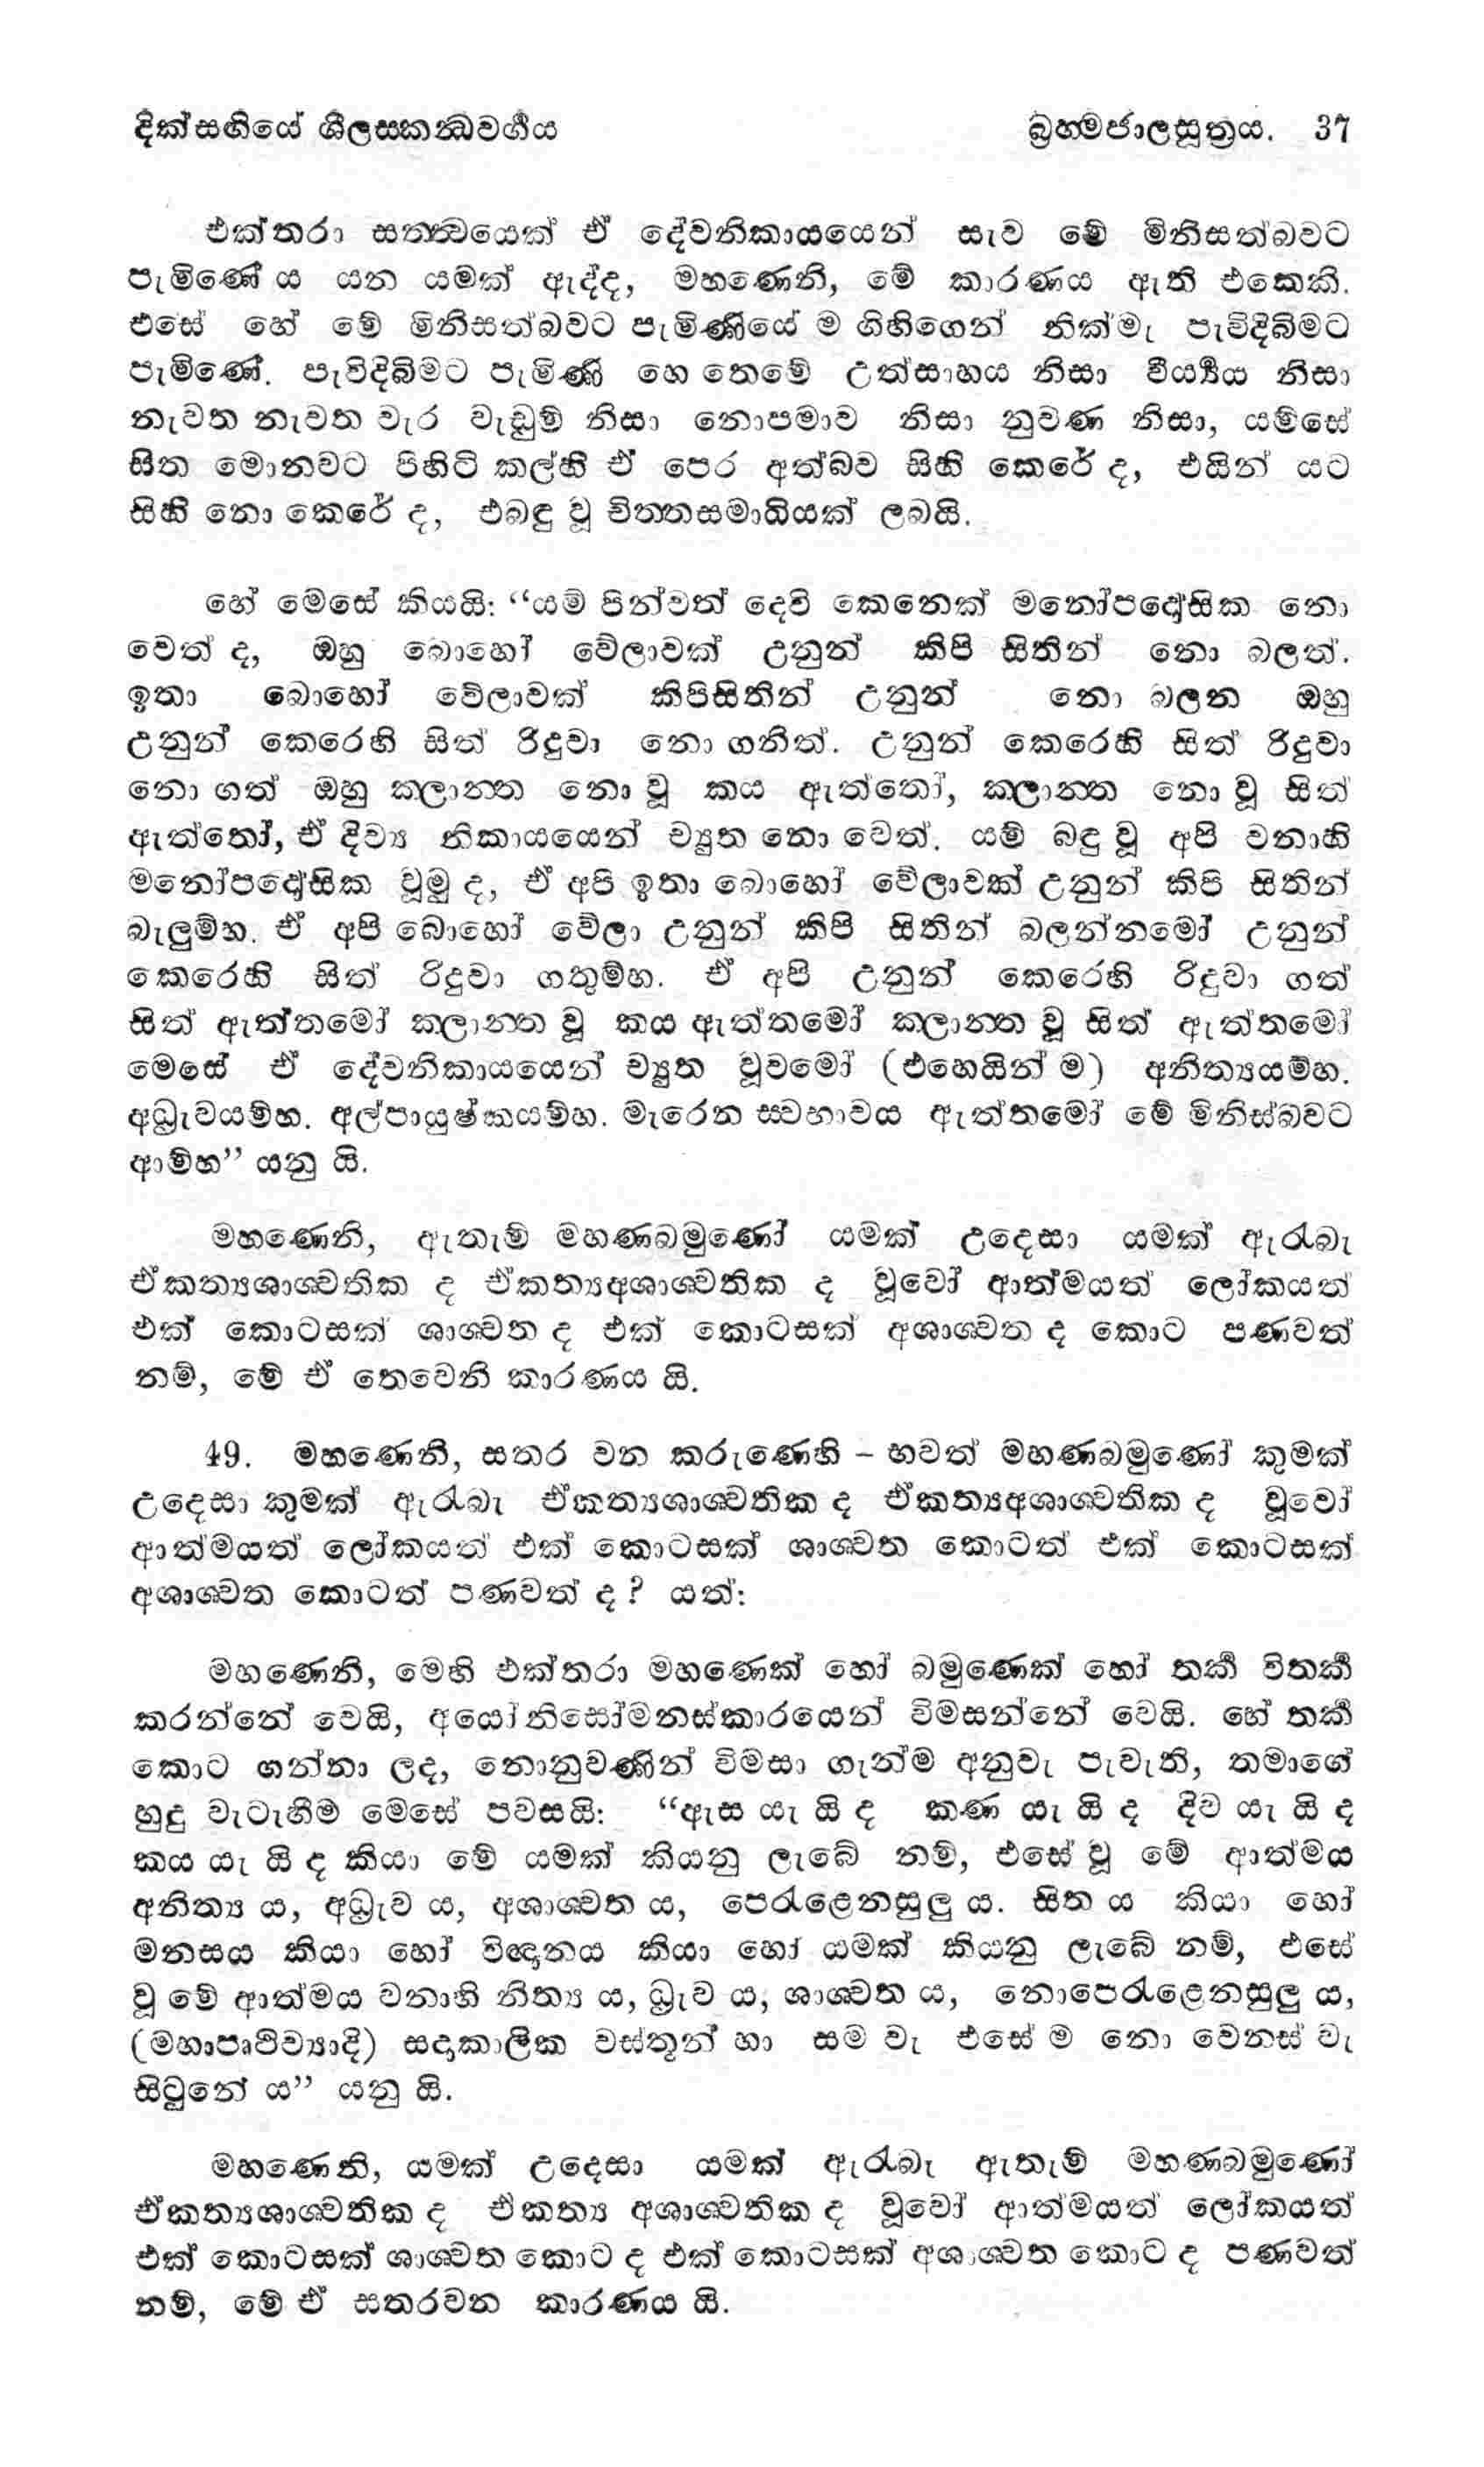 දික්සඟියේ ශීලස්කන්ධවර්ගය බ්‍රහ්මජාලසූත්‍රය. 37
එක්තරා සත්ත්වයෙක් ඒ දේවනිකායයෙන් සැව මේ මිනිසත්බවට
පැමිණේ ය යන යමක් ඇද්ද, මහණෙනි, මේ කාරණය ඇති එකෙකි.
එසේ හේ මේ මිනිසත්බවට පැමිණියේ ම ගිහිගෙන් නික්මැ පැවිදිබිමට
පැමිණේ. පැවිදිබිමට පැමිණි හෙ තෙමේ උත්සාහය නිසා වීර්‍ය්‍යය නිසා
නැවත නැවත වැර වැඩුම් නිසා නොපමාව නිසා නුවණ නිසා, යම්සේ
සිත මොනවට පිහිටි කල්හි ඒ පෙර අත්බව සිහි කෙරේ ද, එයින් යට
සිහි නො කෙරේ ද, එබඳු වූ චිත්තසමාධියක් ලබයි.
හේ මෙසේ කියයි: “යම් පින්වත් දෙවි කෙනෙක් මනෝපදෝසික නො
වෙත් ද, ඔහු බොහෝ වේලාවක් උනුන් කිපි සිතින් නො බලත්.
ඉතා බොහෝ වේලාවක් කිපිසිතින් උනුන් නො බලන ඔහු
උනුන් කෙරෙහි සිත් රිදුවා නො ගනිත්. උනුන් කෙරෙහි සිත් රිදුවා
නො ගත් ඔහු ක්ලාන්ත නො වූ කය ඇත්තෝ, ක්ලාන්ත නො වූ සිත්
ඇත්තෝ, ඒ දිව්‍ය නිකායයෙන් ච්‍යුත නො වෙත්. යම් බඳු වූ අපි වනාහි
මනෝපදෝසික වූමු ද, ඒ අපි ඉතා බොහෝ වේලාවක් උනුන් කිපි සිතින්
බැලුම්හ. ඒ අපි බොහෝ වේලා උනුන් කිපි සිතින් බලන්නමෝ උනුන්
කෙරෙහි සිත් රිදුවා ගතුම්හ. ඒ අපි උනුන් කෙරෙහි රිදුවා ගත්
සිත් ඇත්තමෝ ක්ලාන්ත වූ කය ඇත්තමෝ ක්ලාන්ත වූ සිත් ඇත්තමෝ
මෙසේ ඒ දේවනිකායයෙන් ච්‍යුත වූවමෝ (එහෙයින් ම) අනිත්‍යයම්හ.
අධ්‍රැවයම්හ. අල්පායුෂ්කයම්හ. මැරෙන ස්වභාවය ඇත්තමෝ මේ මිනිස්බවට
ආම්හ” යනු යි.
මහණෙනි, ඇතැම් මහණබමුණෝ යමක් උදෙසා යමක් ඇරැබැ
ඒකත්‍යශාශ්වතික ද ඒකත්‍යඅශාශ්වතික ද වූවෝ ආත්මයත් ලෝකයත්
එක් කොටසක් ශාශ්වත ද එක් කොටසක් අශාශ්වත ද කොට පණවත්
නම්, මේ ඒ තෙවෙනි කාරණය යි.
49. මහණෙනි, සතර වන කරුණෙහි – භවත් මහණබමුණෝ කුමක්
උදෙසා කුමක් ඇරැබැ ඒකත්‍යශාශ්වතික ද ඒකත්‍යඅශාශ්වතික ද වූවෝ
ආත්මයත් ලෝකයත් එක් කොටසක් ශාශ්වත කොටත් එක් කොටසක්
අශාශ්වත කොටත් පණවත් ද? යත්:
මහණෙනි, මෙහි එක්තරා මහණෙක් හෝ බමුණෙක් හෝ තර්ක විතර්ක
කරන්නේ වෙයි, අයෝනිසෝමනස්කාරයෙන් විමසන්නේ වෙයි. හේ තර්ක
කොට ගන්නා ලද, නොනුවණින් විමසා ගැන්ම අනුවැ පැවැති, තමාගේ
හුදු වැටැහීම මෙසේ පවසයි: “ඇස යැ යි ද කණ යැ යි ද දිව යැ යි ද
කය යැ යි ද කියා මේ යමක් කියනු ලැබේ නම්, එසේ වූ මේ ආත්මය
අනිත්‍ය ය, අධ්‍රැව ය, අශාශ්වත ය, පෙරැළෙනසුලු ය. සිත ය කියා හෝ
මනසය කියා හෝ විඥානය කියා හෝ යමක් කියනු ලැබේ නම්, එසේ
වූ මේ ආත්මය වනාහි නිත්‍ය ය, ධ්‍රැව ය, ශාශ්වත ය, නොපෙරැළෙනසුලු ය,
(මහාපෘථිව්‍යාදි) සදාකාලික වස්තූන් හා සම වැ එසේ ම නො වෙනස් වැ
සිටුනේ ය” යනු යි.
මහණෙනි, යමක් උදෙසා යමක් ඇරැබැ ඇතැම් මහණබමුණෝ
ඒකත්‍යශාශ්වතික ද ඒකත්‍ය අශාශ්වතික ද වූවෝ ආත්මයත් ලෝකයත්
එක් කොටසක් ශාශ්වත කොට ද එක් කොටසක් අශාශ්වත කොට ද පණවත්
නම්, මේ ඒ සතරවන කාරණය යි.